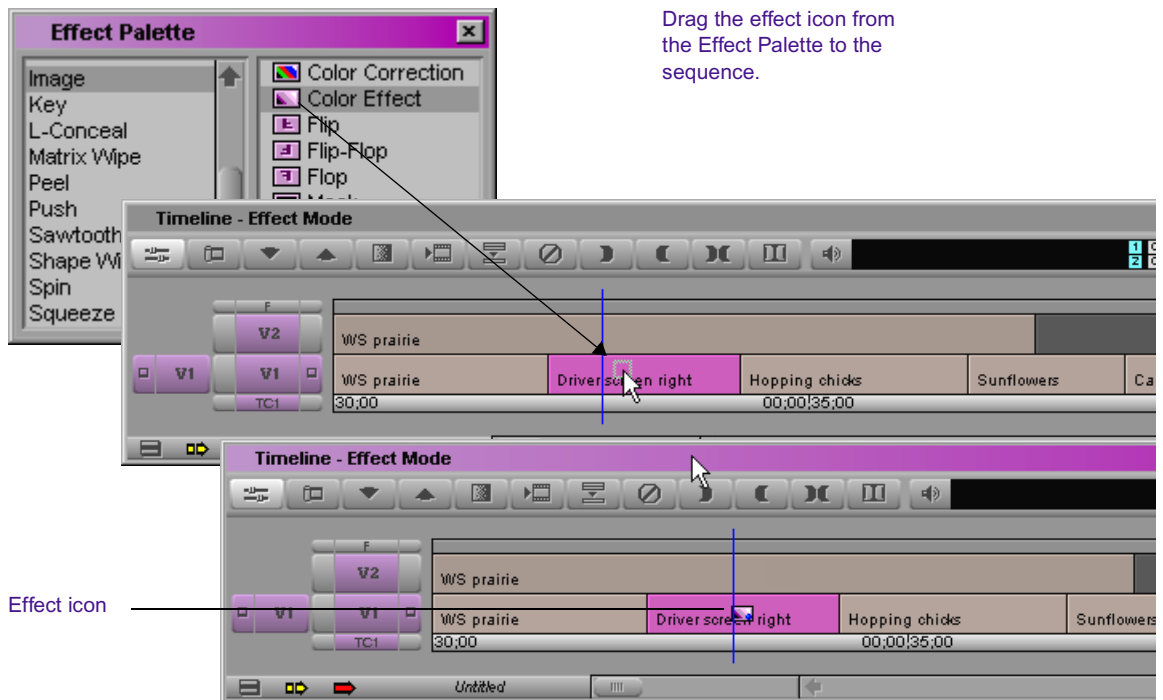 Drag the effect icon from
the Effect Palette to the
sequence.
Effect Palette
Image
Key
L-Conceal
Matrix Wipe
Peel
Push
Sawtooth
Shape Wi
Spin
Squeeze
Color Correction
Color Effect
Flip
Flip-Flop
Flop
Mask
Timeline - Effect Mode
1
2
F
V2
WS prairie
V1
V1
WS prairie
Driver screen right
Hopping chicks
Sunflowers
Ca
TC1
30;00
00;00;35;00
Timeline - Effect Mode
F
V2
WS prairie
Effect icon
V1
V1
WS prairie
Driver screen right
Hopping chicks
Sunflowers
TC1
30;00
00;00;35;00
Untitled